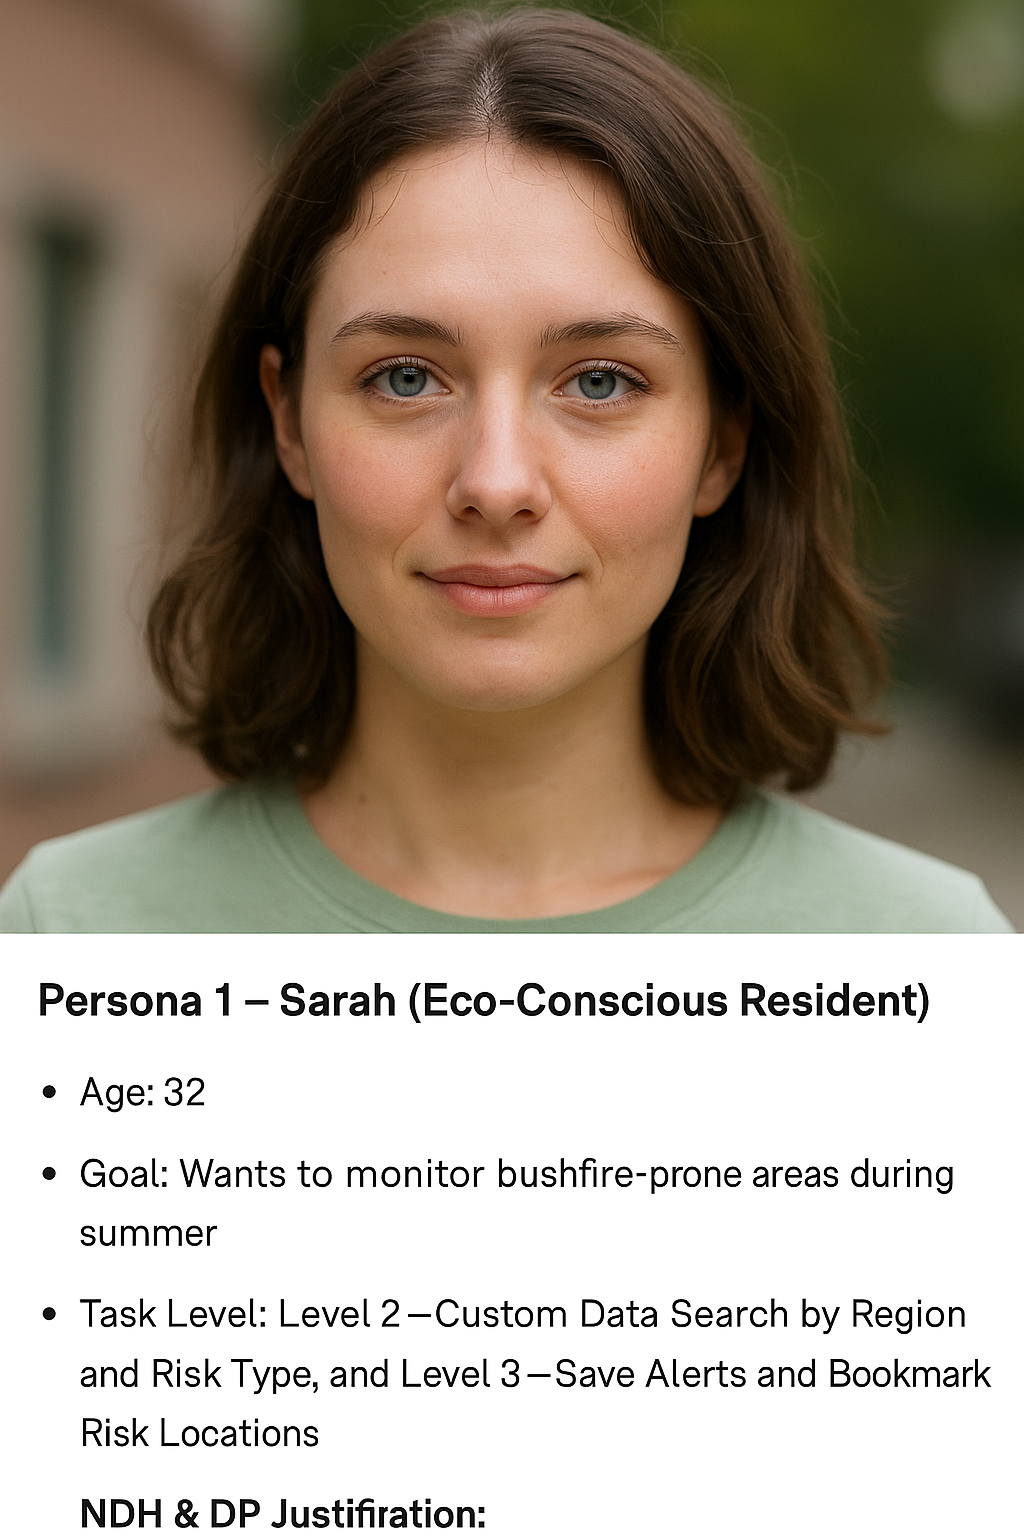 Persona 1 – Sarah (Eco-Conscious Resident)
• Age: 32
• Goal: Wants to monitor bushfire-prone areas during
summer
• Task Level: Level 2–Custom Data Search by Region
and Risk Type, and Level 3–Save Alerts and Bookmark
Risk Locations
NDH & DP Justifiration: